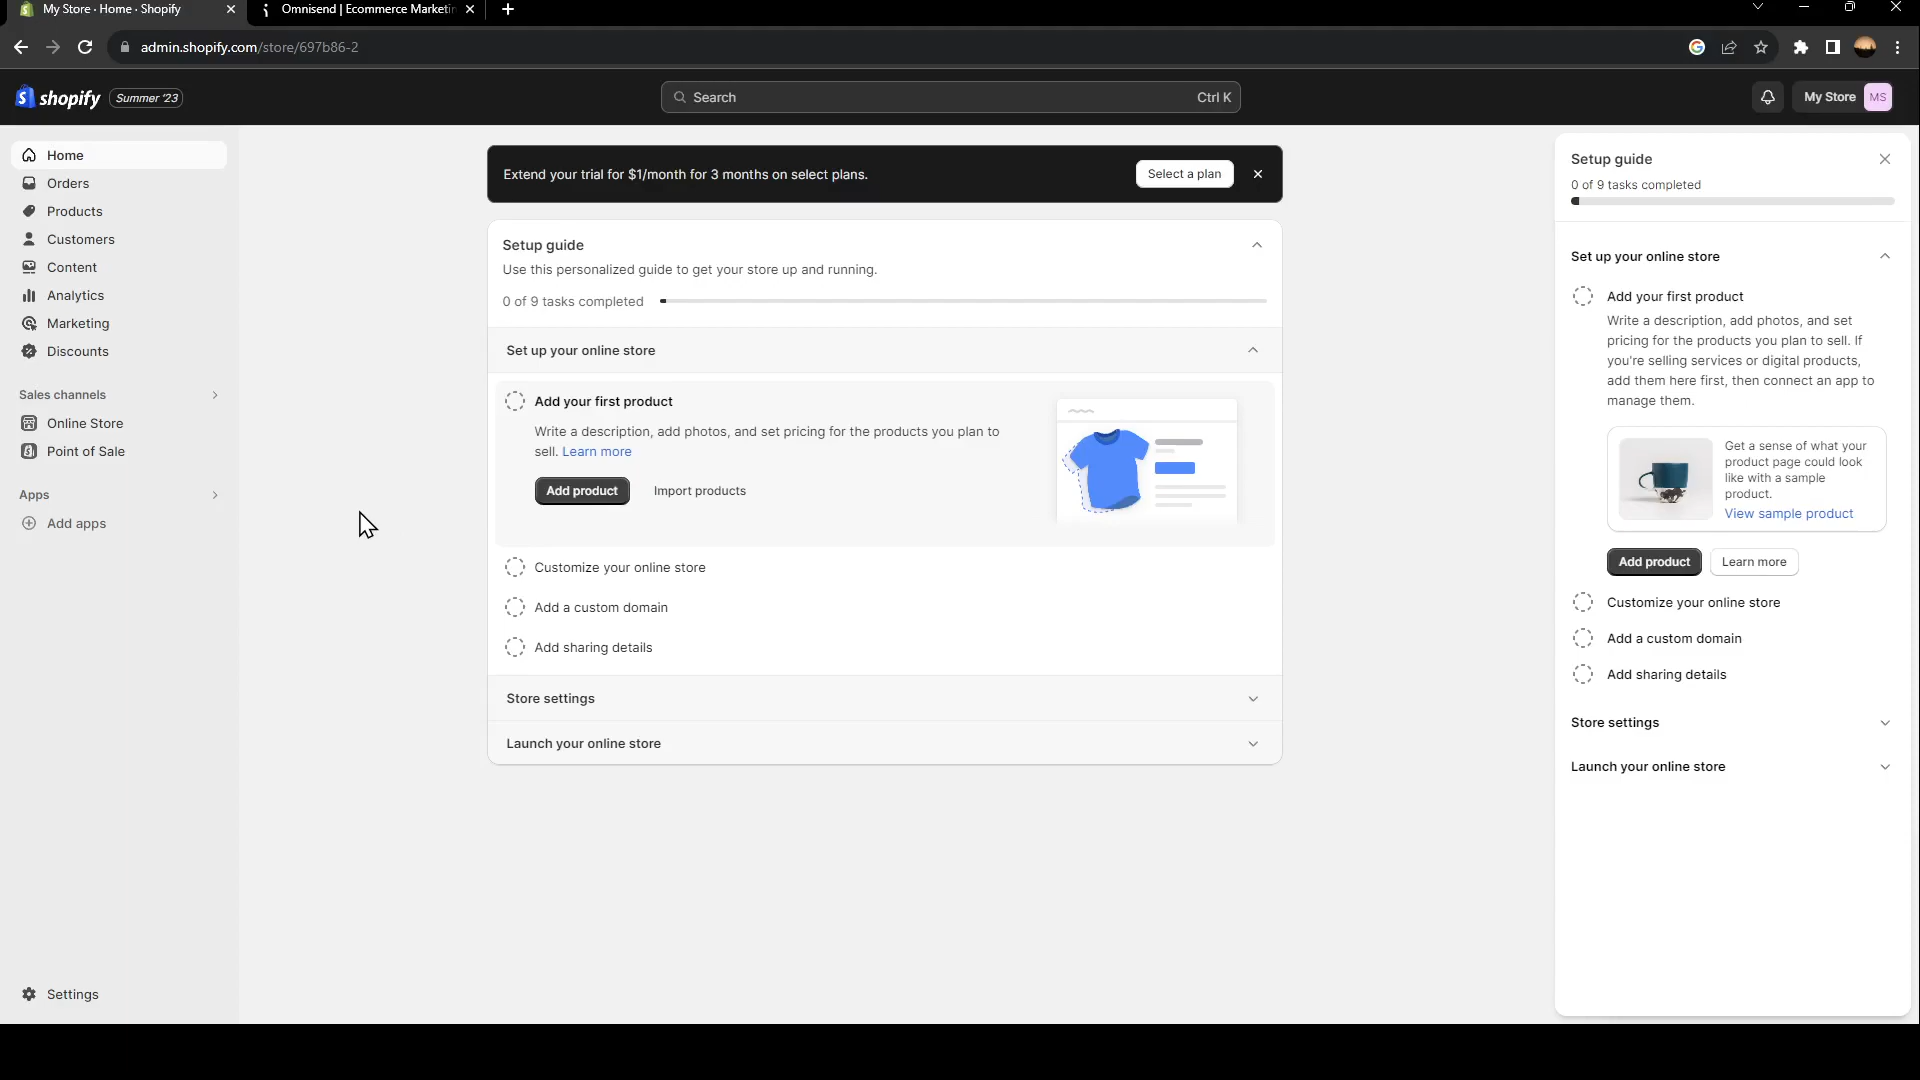 My Store · Home · Shopify
Omnisend | Ecommerce Marketin
admin.shopify.com/store/697b86-2
shopify
Summer '23
Search
Ctrl K
My Store
MS
Home
Orders
Products
Customers
Content
Analytics
Marketing
Discounts
Sales channels
Online Store
Point of Sale
Apps
Add apps
Settings
Extend your trial for $1/month for 3 months on select plans.
Select a plan
Setup guide
Use this personalized guide to get your store up and running.
0 of 9 tasks completed
Set up your online store
Add your first product
Write a description, add photos, and set pricing for the products you plan to
sell. Learn more
Add product
Import products
Customize your online store
Add a custom domain
Add sharing details
Store settings
Launch your online store
Setup guide
0 of 9 tasks completed
Set up your online store
Add your first product
Write a description, add photos, and set
pricing for the products you plan to sell. If
you're selling services or digital products,
add them here first, then connect an app to
manage them.
Get a sense of what your
product page could look
like with a sample
product.
View sample product
Add product
Learn more
Customize your online store
Add a custom domain
Add sharing details
Store settings
Launch your online store